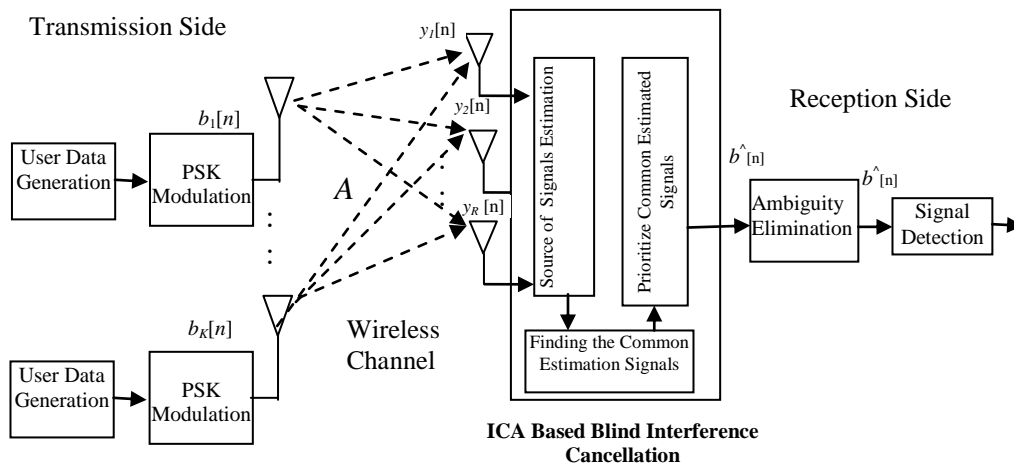 Transmission Side
User Data
Generation
b1[n]
PSK
Modulation
User Data
Generation
bK[n]
PSK
Modulation
A
Wireless
Channel
y1[n]
y2[n]
yR [n]
Source of Signals Estimation
Prioritize Common Estimated
Signals
Finding the Common
Estimation Signals
ICA Based Blind Interference
Cancellation
Reception Side
b^[n]
Ambiguity
Elimination
b^[n]
Signal
Detection